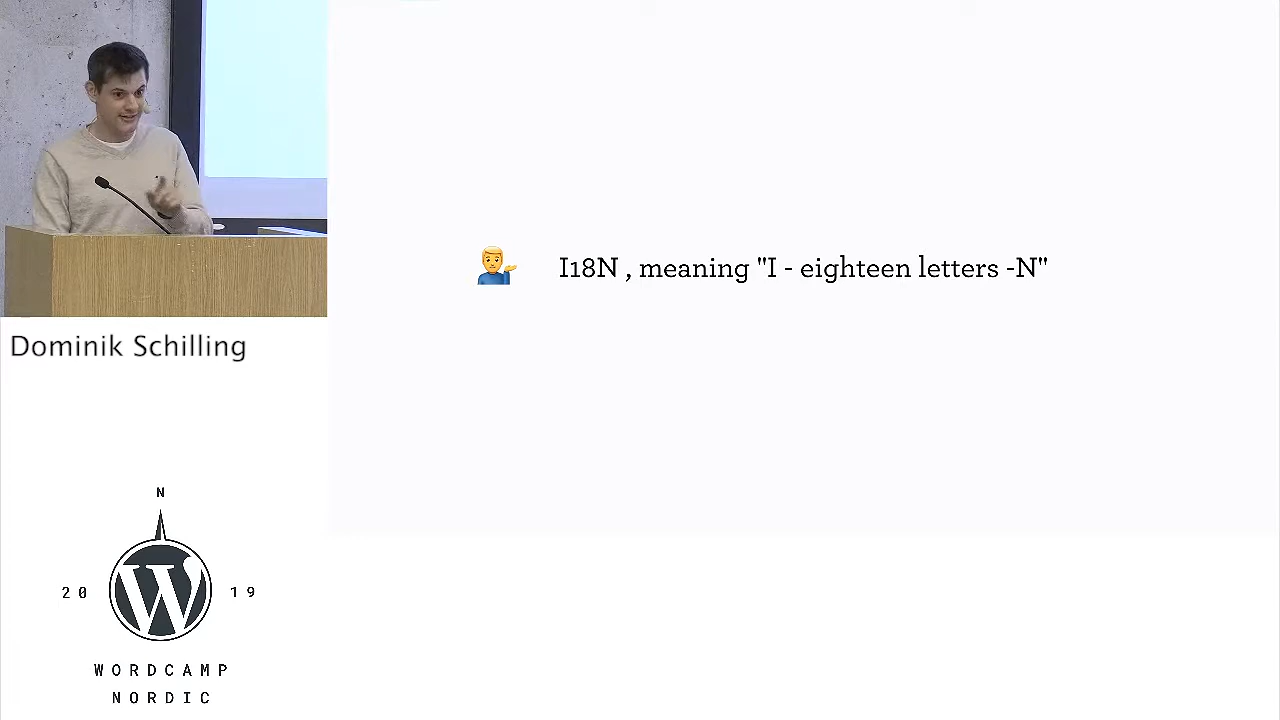 I18N , meaning "I - eighteen letters -N"
Dominik Schilling
N
20 19
WORDCAMP
NORDIC